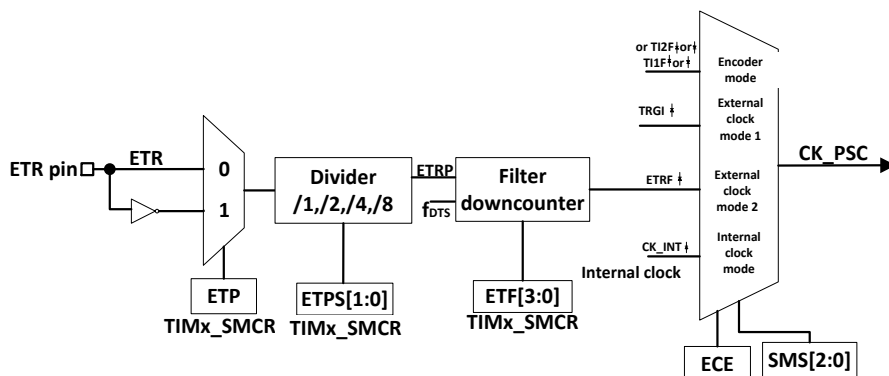 or TI2F or
TI1F or
Encoder
mode
TRGI
External
clock
mode 1
CK_PSC
ETR pin
ETR
0
1
Divider
/1,/2,/4,/8
ETRP
fDTS
Filter
downcounter
ETRF
External
clock
mode 2
CK_INT
Internal clock
Internal
clock
mode
ETP
TIMx_SMCR
ETPS[1:0]
TIMx_SMCR
ETF[3:0]
TIMx_SMCR
ECE
SMS[2:0]